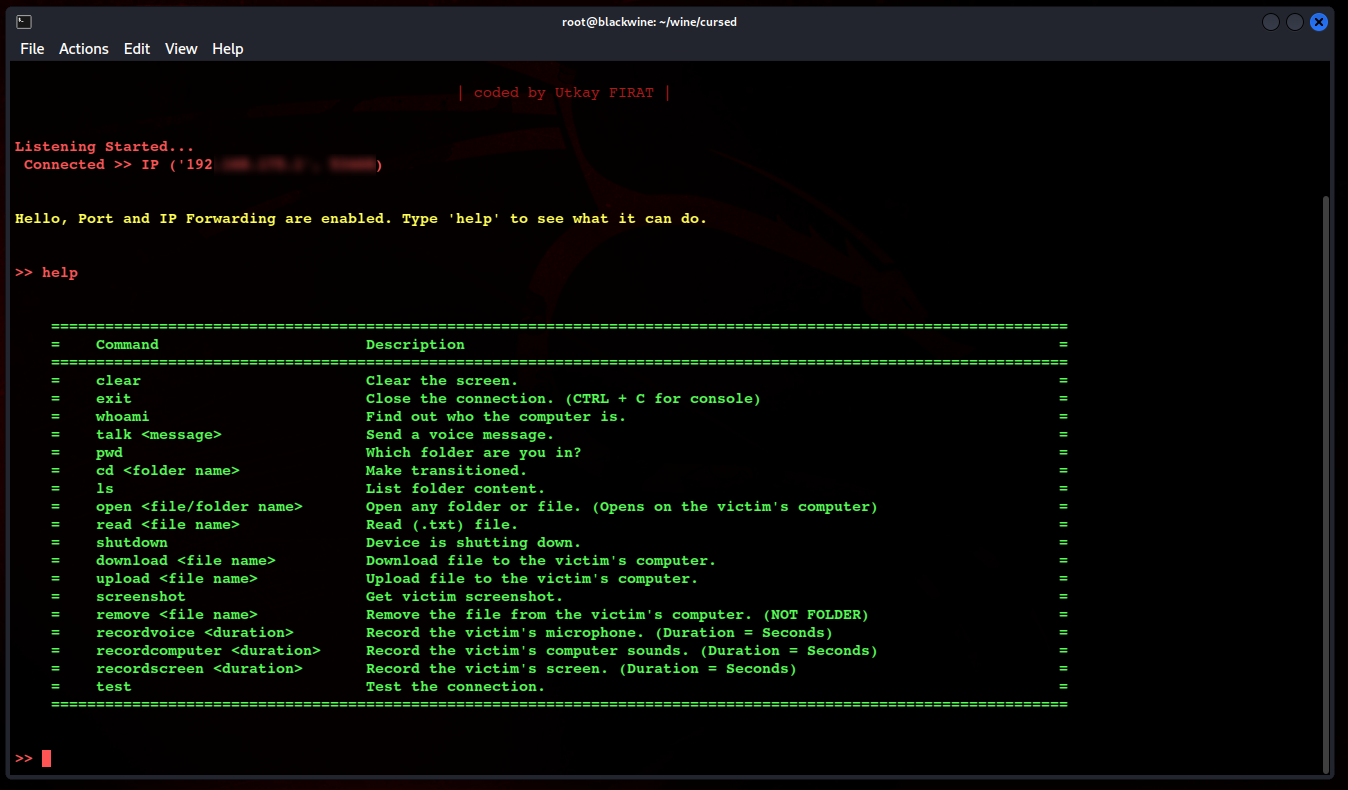 root@blackwine: ~/wine/cursed
File Actions Edit View Help
| coded by Utkay FIRAT |
Listening Started...
Connected >> IP ('192 )
Hello, Port and IP Forwarding are enabled. Type 'help' to see what it can do.
>> help
=================================================================================================================
= Command Description =
=================================================================================================================
= clear Clear the screen. =
= exit Close the connection. (CTRL + C for console) =
= whoami Find out who the computer is. =
= talk <message> Send a voice message. =
= pwd Which folder are you in? =
= cd <folder name> Make transitioned. =
= ls List folder content. =
= open <file/folder name> Open any folder or file. (Opens on the victim's computer) =
= read <file name> Read (.txt) file. =
= shutdown Device is shutting down. =
= download <file name> Download file to the victim's computer. =
= upload <file name> Upload file to the victim's computer. =
= screenshot Get victim screenshot. =
= remove <file name> Remove the file from the victim's computer. (NOT FOLDER) =
= recordvoice <duration> Record the victim's microphone. (Duration = Seconds) =
= recordcomputer <duration> Record the victim's computer sounds. (Duration = Seconds) =
= recordscreen <duration> Record the victim's screen. (Duration = Seconds) =
= test Test the connection. =
=================================================================================================================
>>